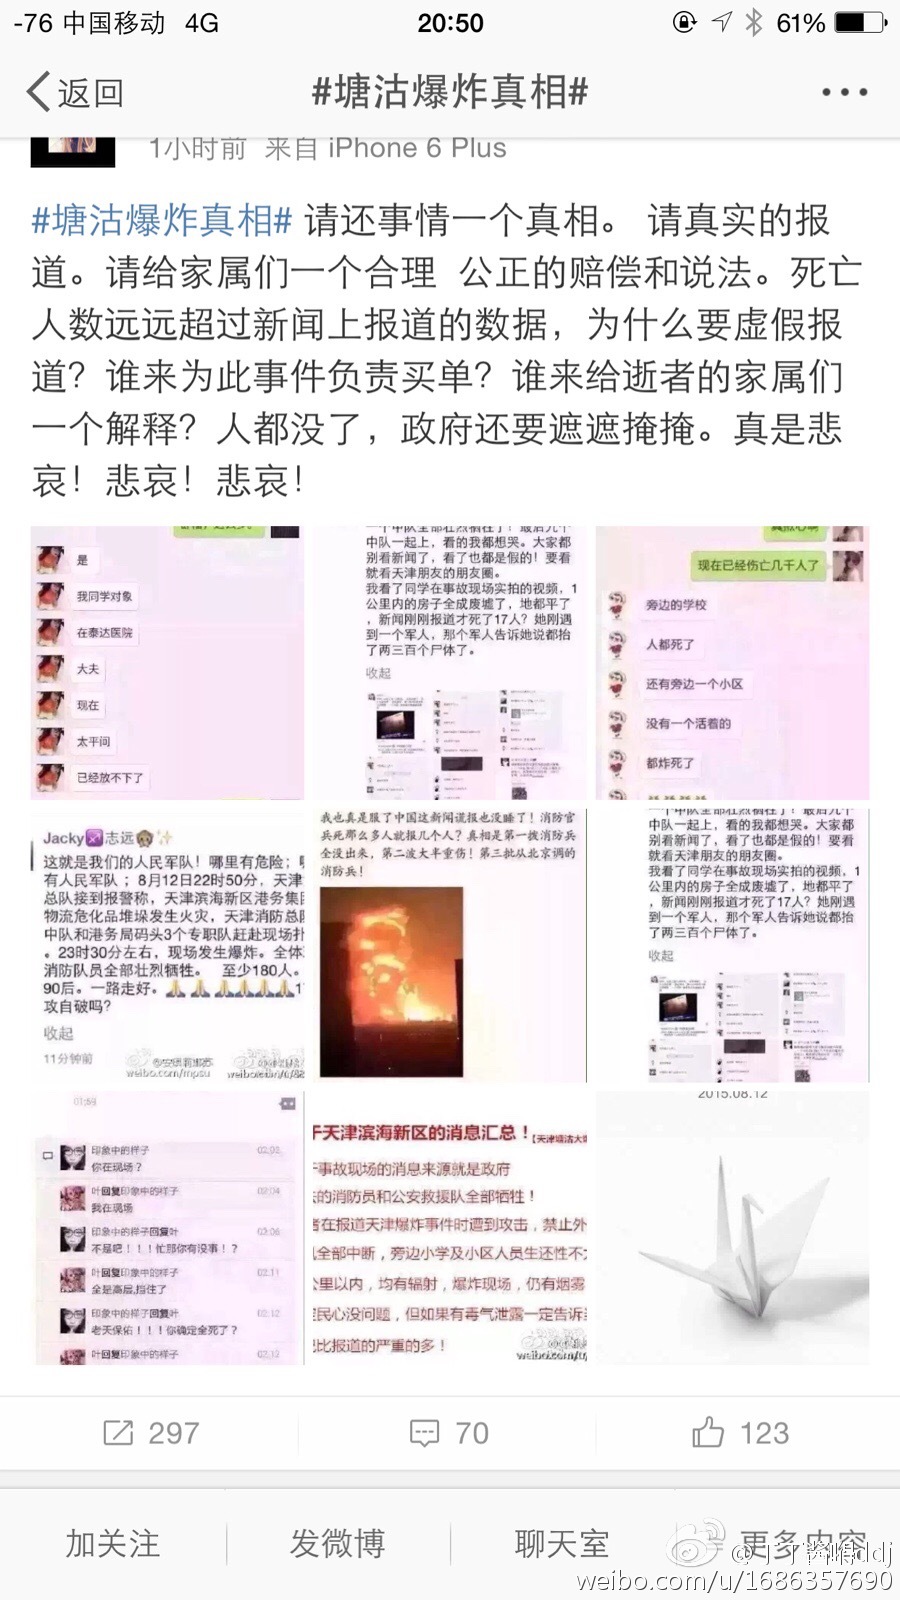 -76 中国移动 4G 20:50 61%
返回 #塘沽爆炸真相#
1小时前 来自 iPhone 6 Plus
#塘沽爆炸真相# 请还事情一个真相。 请真实的报
道。请给家属们一个合理 公正的赔偿和说法。死亡
人数远远超过新闻上报道的数据，为什么要虚假报
道？谁来为此事件负责买单？谁来给逝者的家属们
一个解释？人都没了，政府还要遮遮掩掩。真是悲
哀！悲哀！悲哀！
是
我同学对象
在泰达医院
大夫
现在
太平间
已经放不下了
一个中队全部壮烈牺牲了！最后九个
中队一起上，看的我都想哭。大家都
别看新闻了，看了也都是假的！要看
就看天津朋友的朋友圈。
我看了同学在事故现场实拍的视频，1
公里内的房子全成废墟了，地都平了
，新闻刚刚报道才死了17人？她刚遇
到一个军人，那个军人告诉她说都抬
了两三百个尸体了。
收起
现在已经伤亡几千人了
旁边的学校
人都死了
还有旁边一个小区
没有一个活着的
都炸死了
Jacky志远
这就是我们的人民军队！哪里有危险；哪
有人民军队；8月12日22时50分，天津
总队接到报警称，天津滨海新区港务集团
物流危化品堆垛发生火灾，天津消防总队
中队和港务局码头3个专职队赶赴现场扑
。23时30分左右，现场发生爆炸。全体
消防队员全部壮烈牺牲。 至少180人。
90后。一路走好。
攻自破吗？
收起
11分钟前
weibo.com/mpsu
我也真是服了中国这新闻谎报也没睡了！消防官
兵死那么多人就报几个人？真相是第一拨消防兵
全没出来，第二波大半重伤！第三批从北京调的
消防兵！
中队一起上，看的我都想哭。大家都
别看新闻了，看了也都是假的！要看
就看天津朋友的朋友圈。
我看了同学在事故现场实拍的视频，1
公里内的房子全成废墟了，地都平了
，新闻刚刚报道才死了17人？她刚遇
到一个军人，那个军人告诉她说都抬
了两三百个尸体了。
收起
印象中的样子 02:03
你在现场？
叶回复印象中的样子 02:04
我在现场
印象中的样子回复叶 02:06
不是吧！！！忙那你有没事！？
叶回复印象中的样子 02:11
全是高层,挡住了
印象中的样子回复叶 02:12
老天保佑！！！你确定全死了？
叶回复印象中的样子 02:12
于天津滨海新区的消息汇总！【天津塘沽大爆
事故现场的消息来源就是政府
的消防员和公安救援队全部牺牲！
者在报道天津爆炸事件时遭到攻击，禁止外
全部中断，旁边小学及小区人员生还性不大
公里以内，均有辐射，爆炸现场，仍有烟雾
民心没问题，但如果有毒气泄露一定告诉
比报道的严重的多！
2015.08.12
297 70 123
加关注 发微博 聊天室 更多内容
weibo.com/u/1686357690